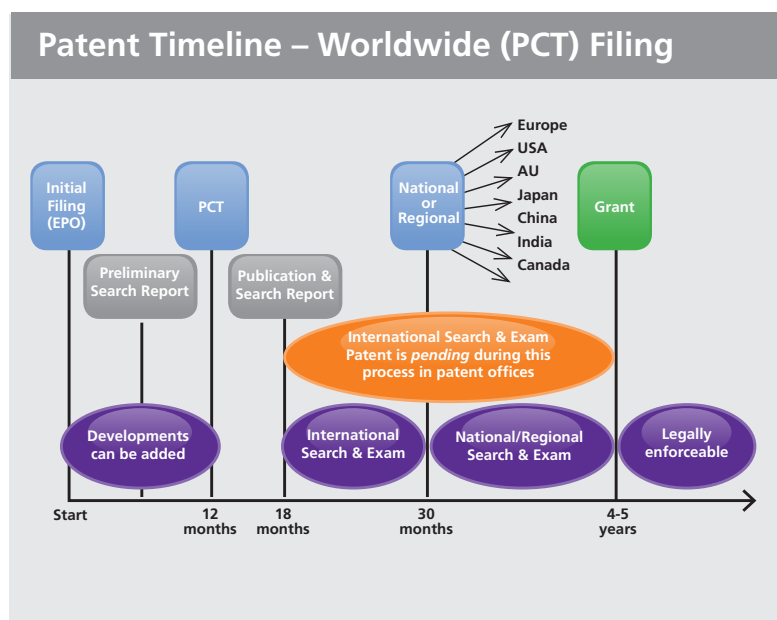 Patent Timeline – Worldwide (PCT) Filing
Europe
USA
AU
Japan
China
India
Canada
Initial
Filing
(EPO)
PCT
National
or
Regional
Grant
Preliminary
Search Report
Publication &
Search Report
International Search & Exam
Patent is pending during this
process in patent offices
Developments
can be added
International
Search & Exam
National/Regional
Search & Exam
Legally
enforceable
Start
12
months
18
months
30
months
4-5
years